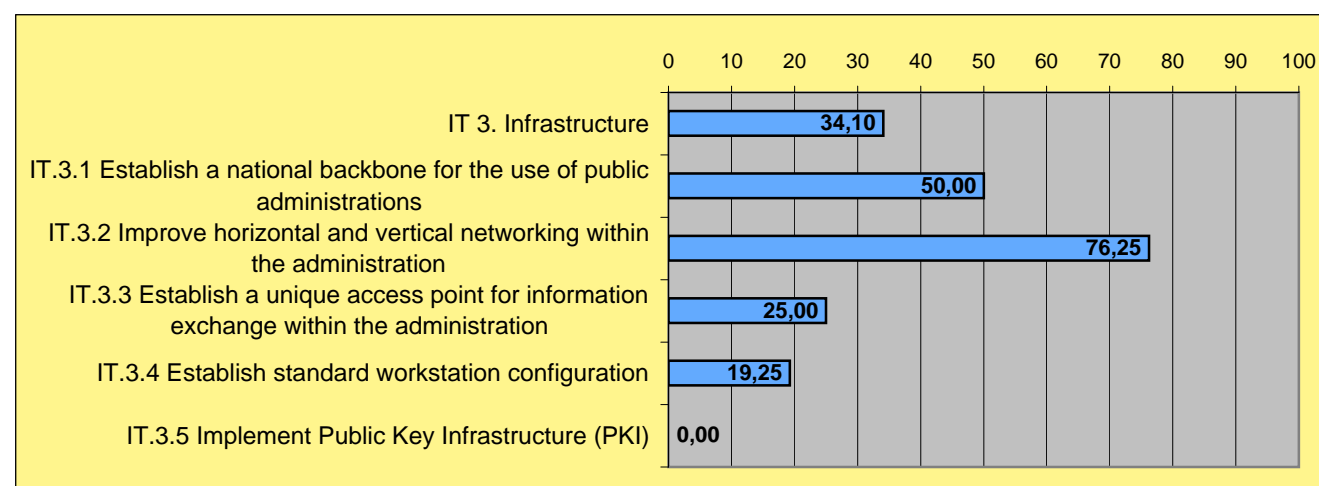 0 10 20 30 40 50 60 70 80 90 100
IT 3. Infrastructure 34,10
IT.3.1 Establish a national backbone for the use of public
administrations
50,00
IT.3.2 Improve horizontal and vertical networking within
the administration
76,25
IT.3.3 Establish a unique access point for information
exchange within the administration
25,00
IT.3.4 Establish standard workstation configuration 19,25
IT.3.5 Implement Public Key Infrastructure (PKI) 0,00